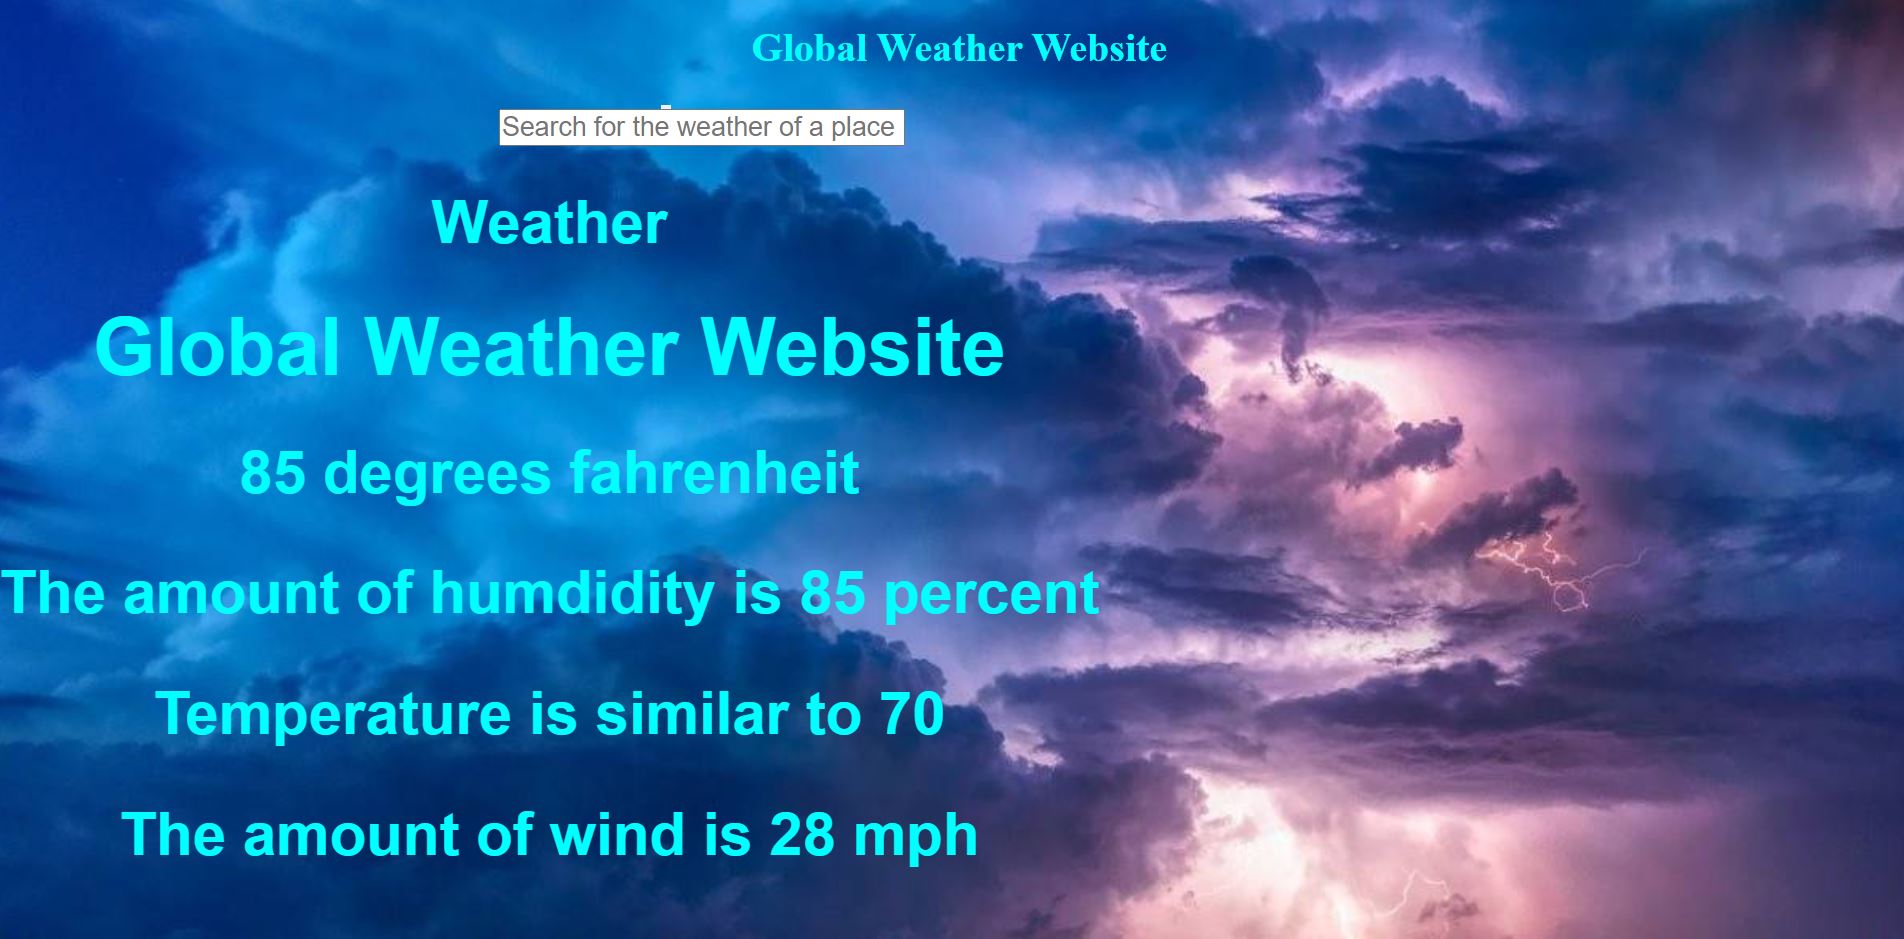 Global Weather Website
Search for the weather of a place
Weather
Global Weather Website
85 degrees fahrenheit
The amount of humdidity is 85 percent
Temperature is similar to 70
The amount of wind is 28 mph